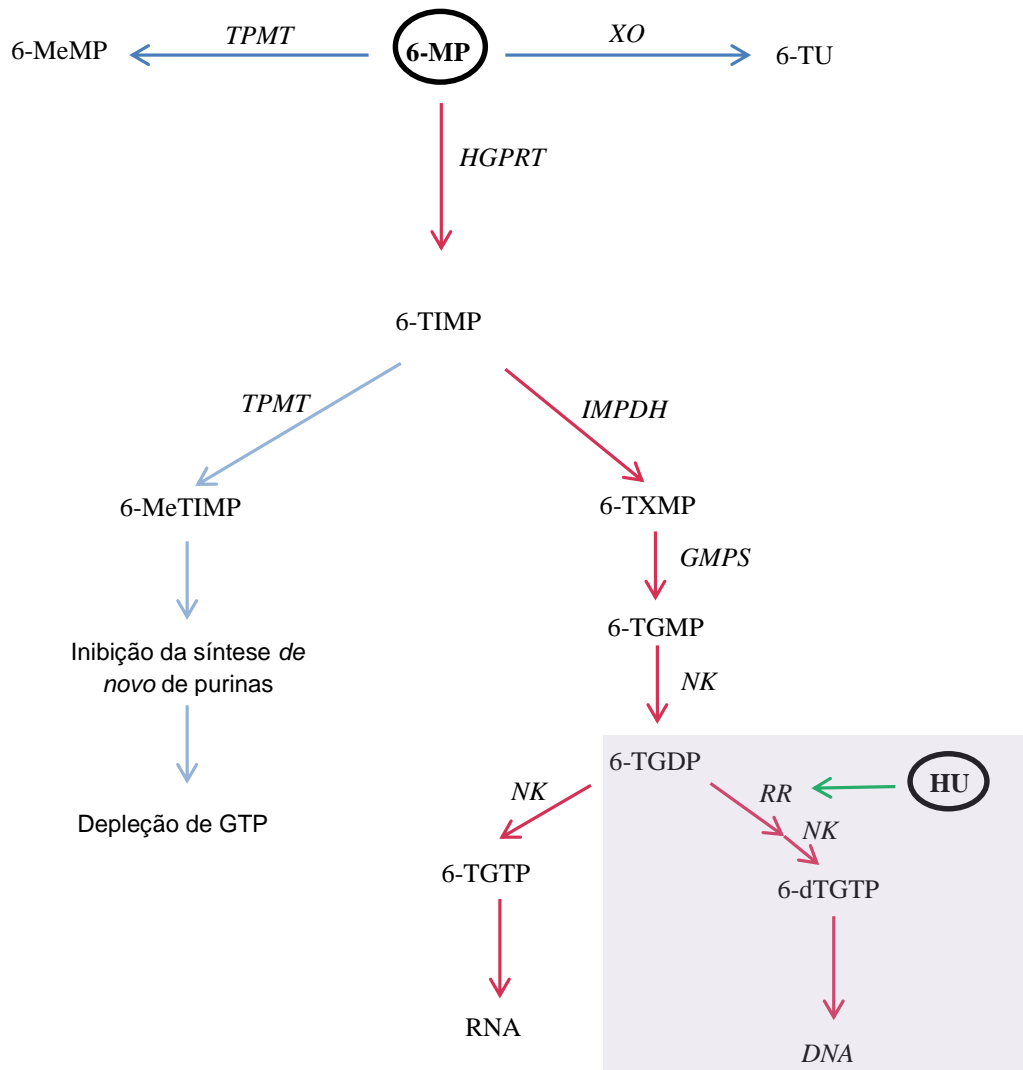 6-MeMP
TPMT
6-MP
XO
6-TU
HGPRT
6-TIMP
TPMT
IMPDH
6-MeTIMP
6-TXMP
GMPS
6-TGMP
Inibição da síntese de
novo de purinas
NK
6-TGDP
HU
NK
RR
NK
Depleção de GTP
6-TGTP
6-dTGTP
RNA
DNA